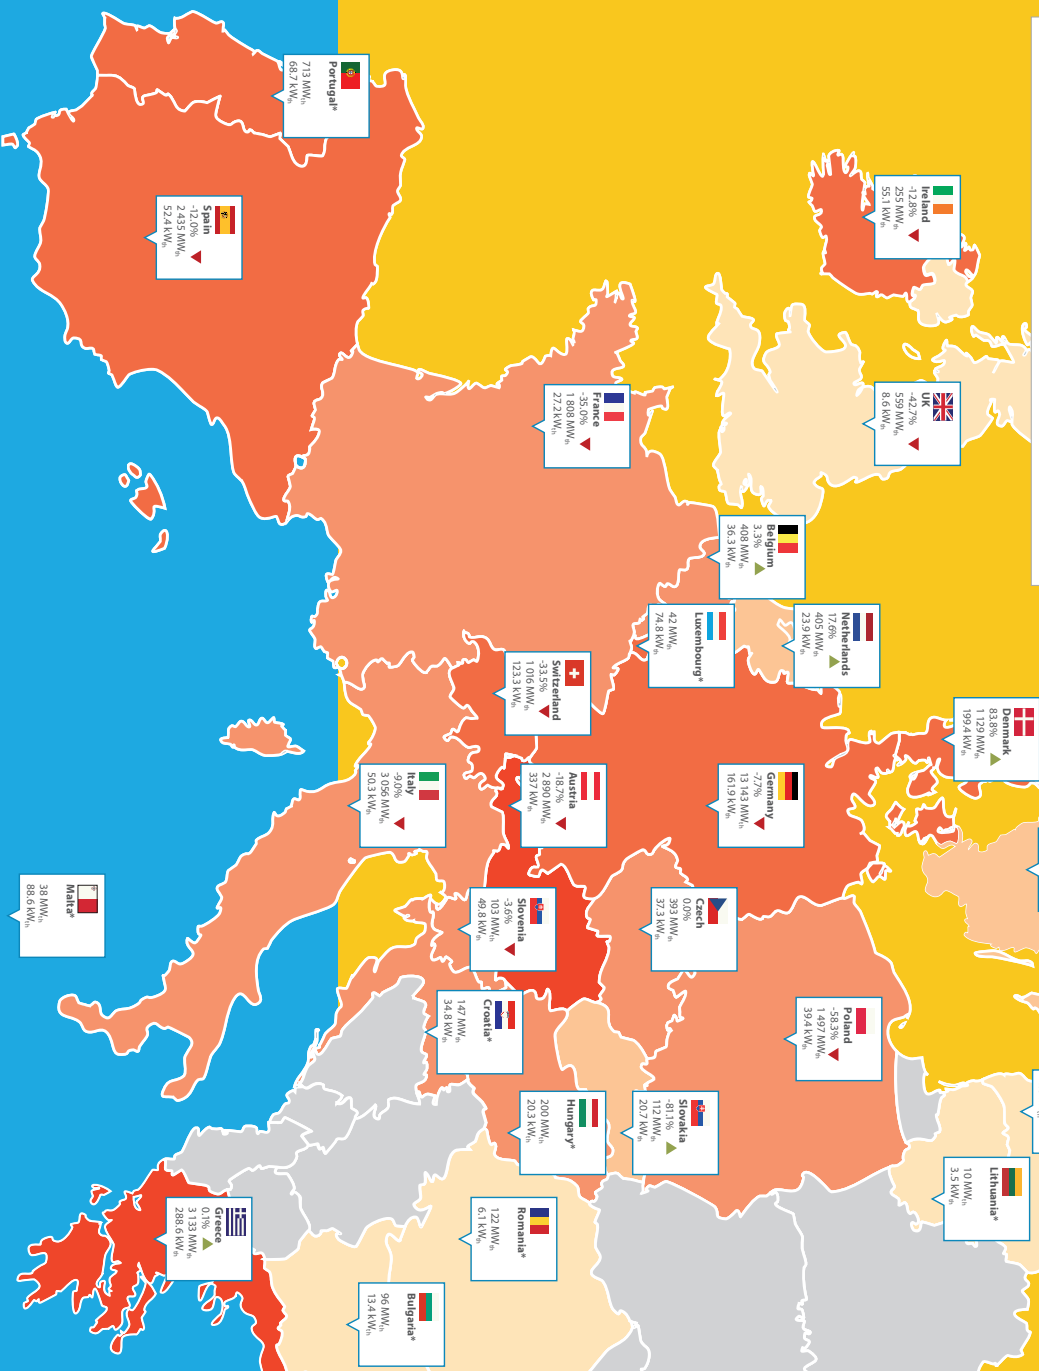 Ireland
-12.8%
255 MWth
55.1 kWth
UK
-42.7%
559 MWth
8.6 kWth
Denmark
83.8%
1 129 MWth
199.4 kWth
Lithuania*
10 MWth
3.5 kWth
Netherlands
17.6%
405 MWth
23.9 kWth
Belgium
3.3%
408 MWth
36.3 kWth
Luxembourg*
42 MWth
74.8 kWth
Germany
-7.7%
13 143 MWth
161.9 kWth
Poland
-58.3%
1 497 MWth
39.4 kWth
Czech
0.0%
393 MWth
37.3 kWth
Slovakia
-81.1%
112 MWth
20.7 kWth
France
-35.0%
1 808 MWth
27.2 kWth
Switzerland
-33.5%
1 016 MWth
123.3 kWth
Austria
-18.7%
2 890 MWth
337 kWth
Hungary*
200 MWth
20.3 kWth
Slovenia
-3.6%
103 MWth
49.8 kWth
Croatia*
147 MWth
34.8 kWth
Romania*
122 MWth
6.1 kWth
Bulgaria*
96 MWth
13.4 kWth
Portugal*
713 MWth
68.7 kWth
Spain
-12.0%
2 435 MWth
52.4 kWth
Italy
-9.0%
3 056 MWth
50.3 kWth
Malta*
38 MWth
88.6 kWth
Greece
0.1%
3 133 MWth
288.6 kWth